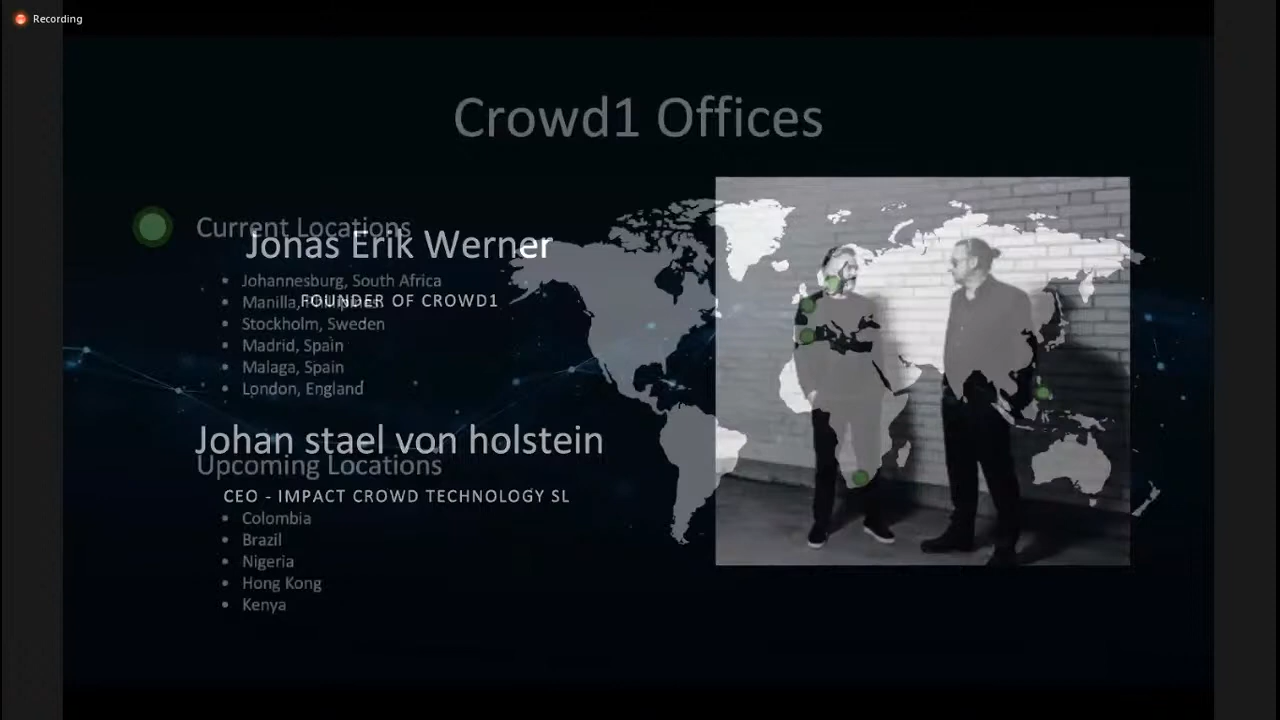 Recording
Crowd1 Offices
Current Locations
Jonas Erik Werner
• Johannesburg, South Africa
• Manilla,
FOUNDER OF CROWD1
• Stockholm, Sweden
• Madrid, Spain
• Malaga, Spain
• London, England
Johan stael von holstein
Upcoming Locations
CEO - IMPACT CROWD TECHNOLOGY SL
• Colombia
• Brazil
• Nigeria
• Hong Kong
• Kenya